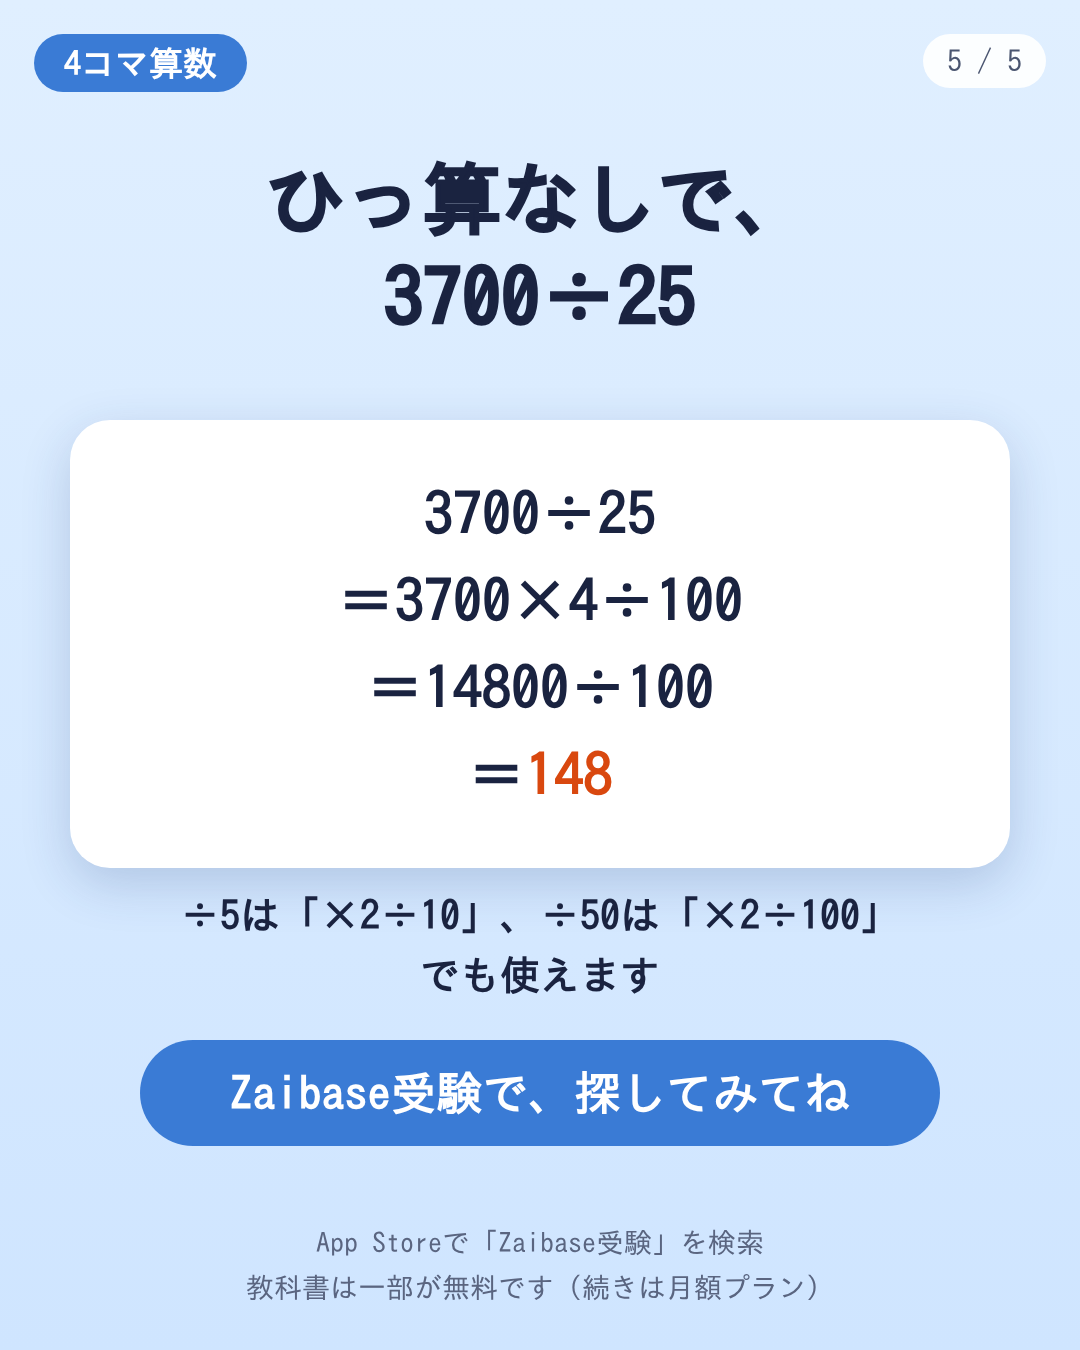 4コマ算数
5 / 5
ひっ算なしで、
3700÷25
3700÷25
＝3700×4÷100
＝14800÷100
＝148
÷5は「×2÷10」、÷50は「×2÷100」
でも使えます
Zaibase受験で、探してみてね
App Storeで「Zaibase受験」を検索
教科書は一部が無料です（続きは月額プラン）